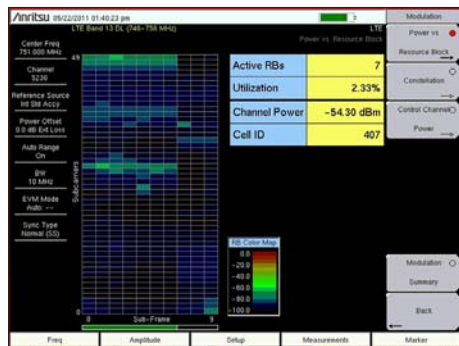 Anritsu 05/22/2011 01:40:23 pm
LTE Band 13 DL (746-756 MHz)
LTE
Power vs Resource Block
Center Freq
751.000 MHz
Channel
5230
Reference Source
Int Std Accy
Power Offset
0.0 dB Ext Loss
Auto Range
On
BW
10 MHz
EVM Mode
Auto: --
Sync Type
Normal (SS)
49
Subcarriers
0
0 Sub-Frame 9
Active RBs 7
Utilization 2.33%
Channel Power -54.30 dBm
Cell ID 407
RB Color Map
0.0
-20.0
-40.0
-60.0
-80.0
-100.0
Modulation
Power vs
Resource Block
Constellation
Control Channel
Power
Modulation
Summary
Back
Freq Amplitude Setup Measurements Marker